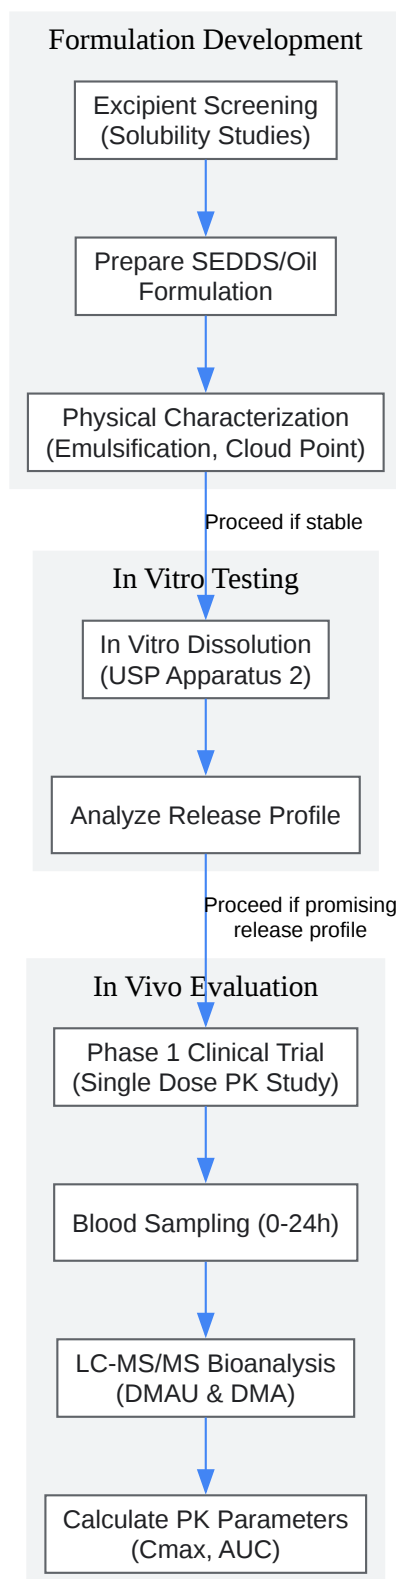 Formulation Development
Excipient Screening
(Solubility Studies)
Prepare SEDDS/Oil
Formulation
Physical Characterization
(Emulsification, Cloud Point)
Proceed if stable
In Vitro Testing
In Vitro Dissolution
(USP Apparatus 2)
Analyze Release Profile
Proceed if promising
release profile
In Vivo Evaluation
Phase 1 Clinical Trial
(Single Dose PK Study)
Blood Sampling (0-24h)
LC-MS/MS Bioanalysis
(DMAU & DMA)
Calculate PK Parameters
(Cmax, AUC)